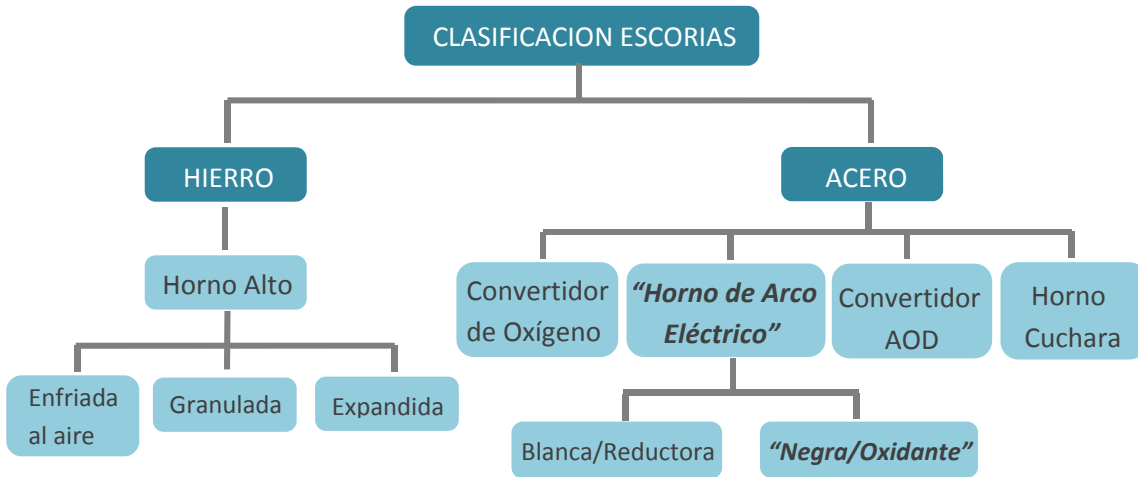 CLASIFICACION ESCORIAS
HIERRO
ACERO
Horno Alto
Convertidor
de Oxígeno
“Horno de Arco
Eléctrico”
Convertidor
AOD
Horno
Cuchara
Enfriada
al aire
Granulada
Expandida
Blanca/Reductora
“Negra/Oxidante”